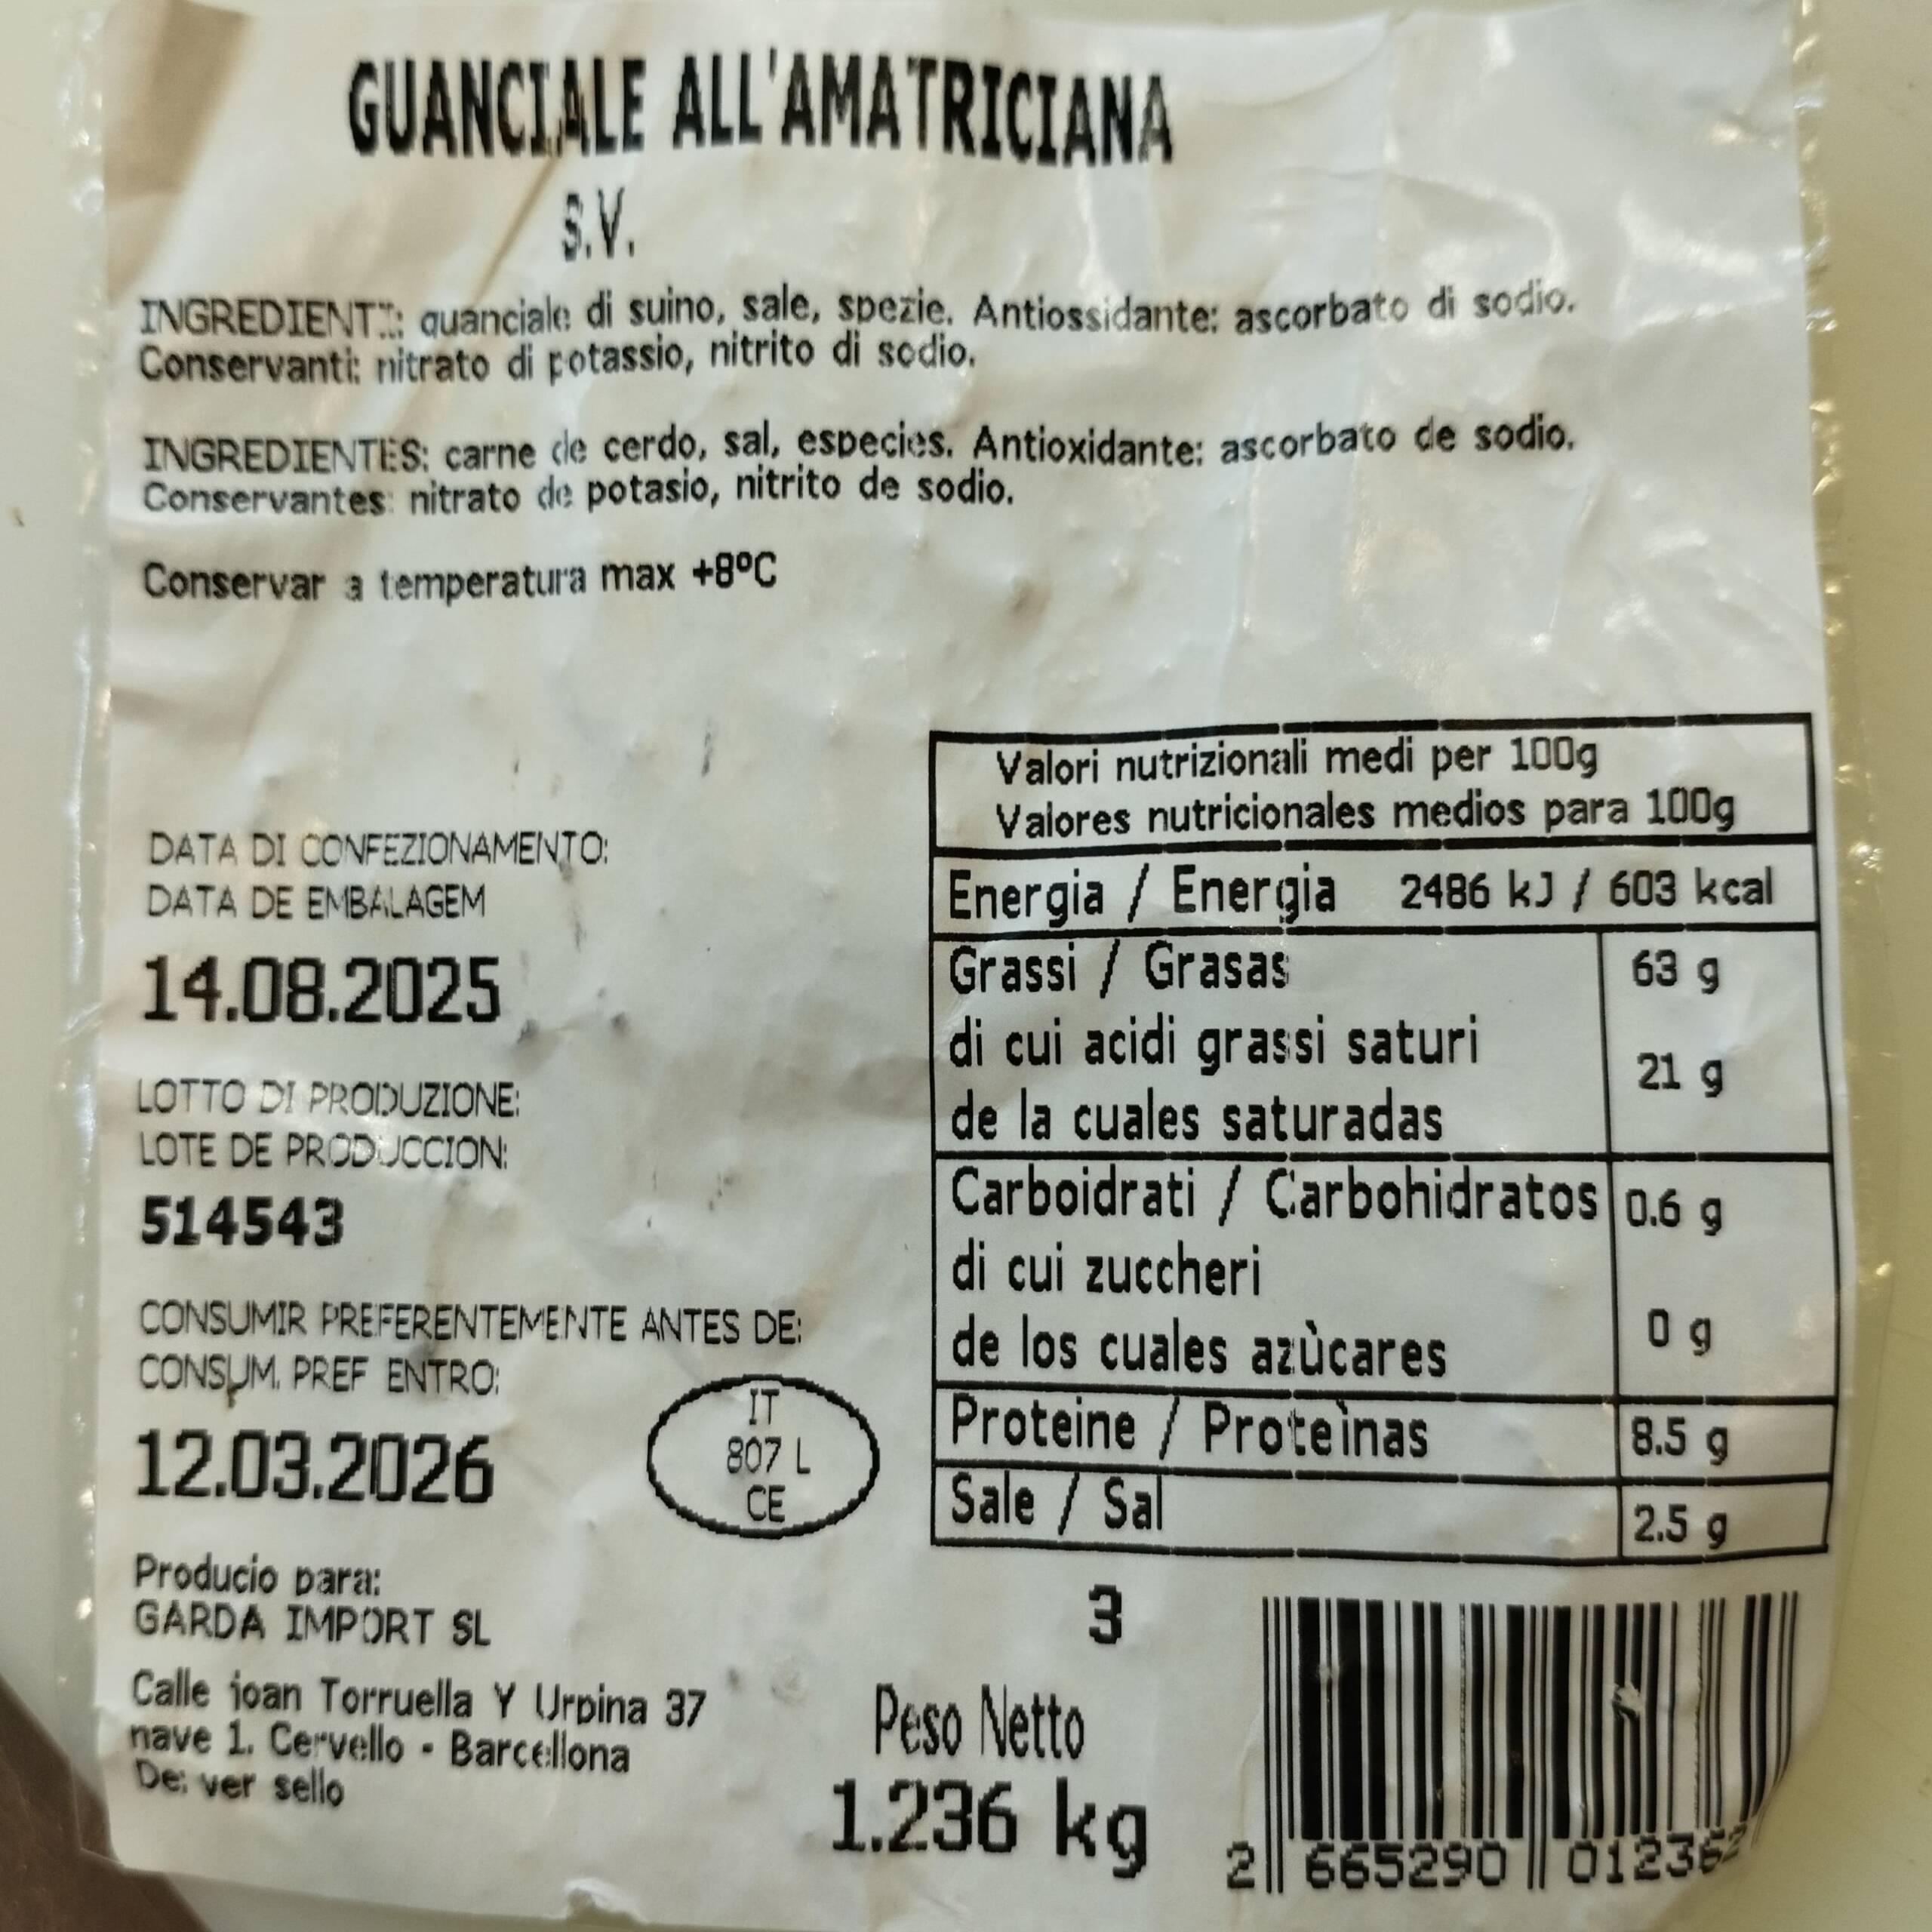 GUANCIALE ALL'AMATRICIANA
S.V.
INGREDIENTI: guanciale di suino, sale, spezie. Antiossidante: ascorbato di sodio.
Conservanti: nitrato di potassio, nitrito di sodio.
INGREDIENTES: carne de cerdo, sal, especies. Antioxidante: ascorbato de sodio.
Conservantes: nitrato de potasio, nitrito de sodio.
Conservar a temperatura max +8ºC
DATA DI CONFEZIONAMENTO:
DATA DE EMBALAGEM
14.08.2025
LOTTO DI PRODUZIONE:
LOTE DE PRODUCCION:
514543
CONSUMIR PREFERENTEMENTE ANTES DE:
CONSUM. PREF ENTRO:
12.03.2026
IT
807 L
CE
Producio para:
GARDA IMPORT SL
Calle joan Torruella Y Urpina 37
nave 1. Cervello - Barcellona
De: ver sello
Valori nutrizionali medi per 100g
Valores nutricionales medios para 100g
Energia / Energia 2486 kJ / 603 kcal
Grassi / Grasas 63 g
di cui acidi grassi saturi
de la cuales saturadas 21 g
Carboidrati / Carbohidratos 0.6 g
di cui zuccheri
de los cuales azùcares 0 g
Proteine / Proteìnas 8.5 g
Sale / Sal 2.5 g
3
Peso Netto
1.236 kg
2 665290 012362